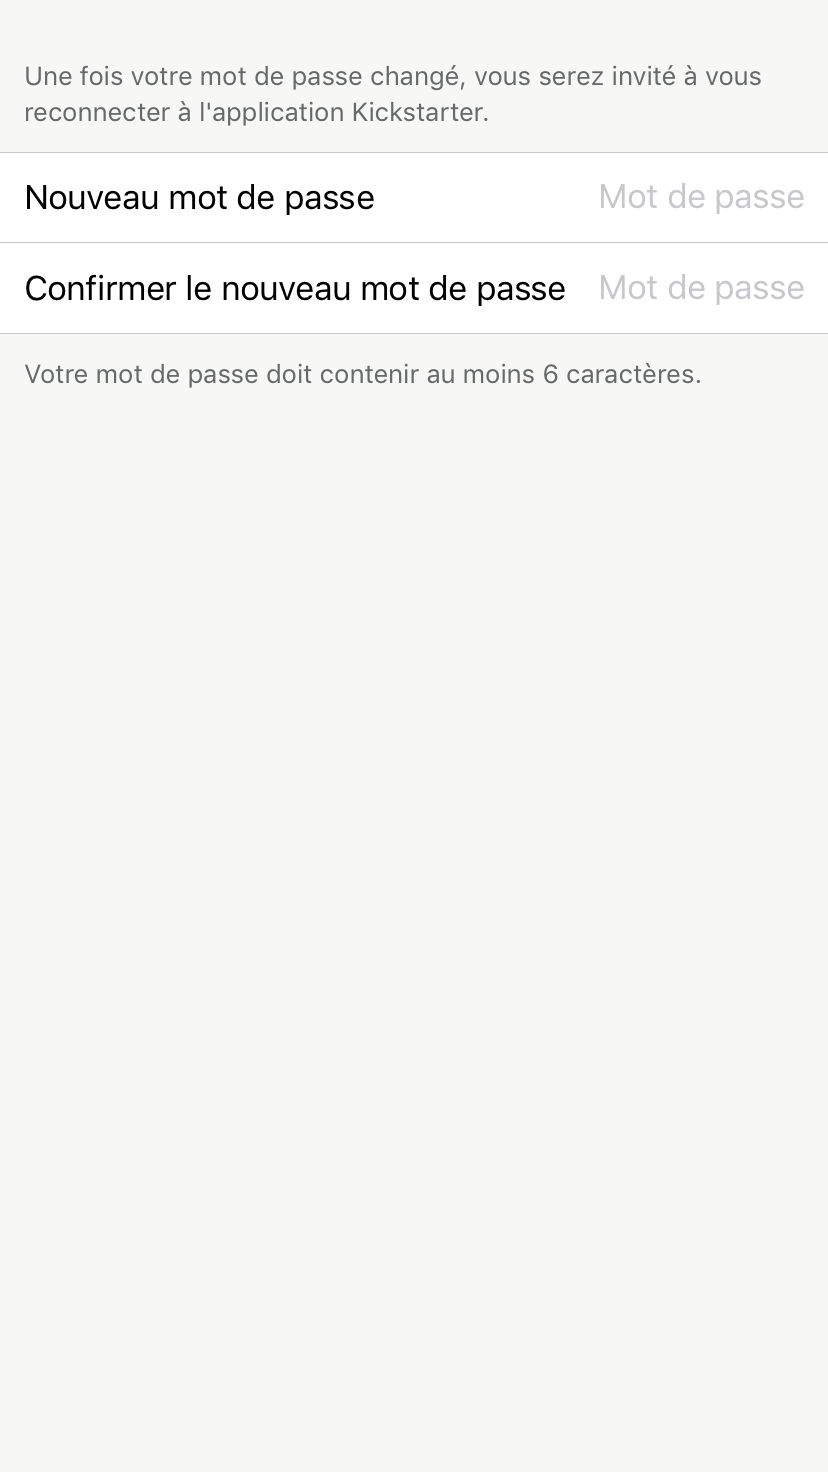 Une fois votre mot de passe changé, vous serez invité à vous
reconnecter à l'application Kickstarter.
Nouveau mot de passe Mot de passe
Confirmer le nouveau mot de passe Mot de passe
Votre mot de passe doit contenir au moins 6 caractères.